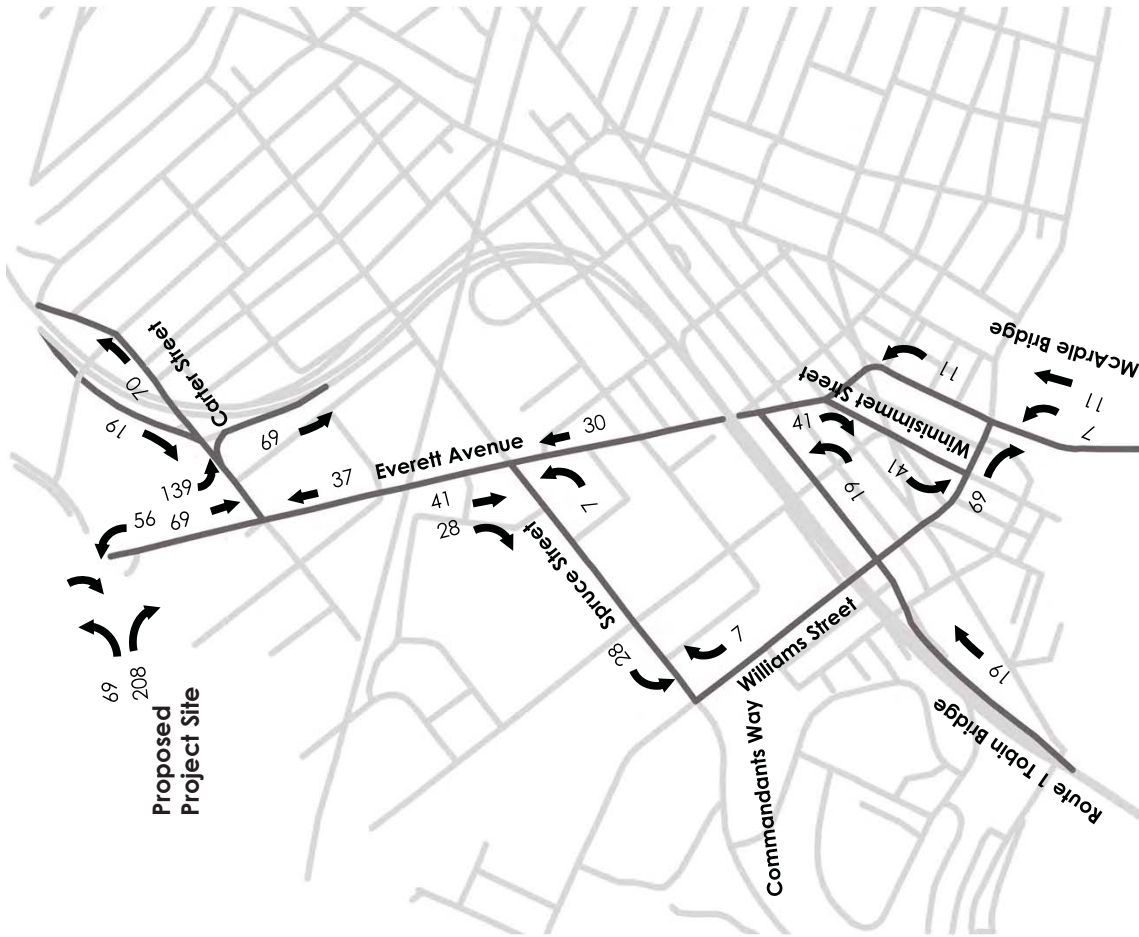 McArdle Bridge
11
11
7
Carter Street
70
19
69
Winnisimmet Street
41
19
41
69
30
Everett Avenue
37
139
56
69
41
28
7
Spruce Street
28
7
Williams Street
19
69
208
Proposed
Project Site
Commandants Way
Route 1 Tobin Bridge